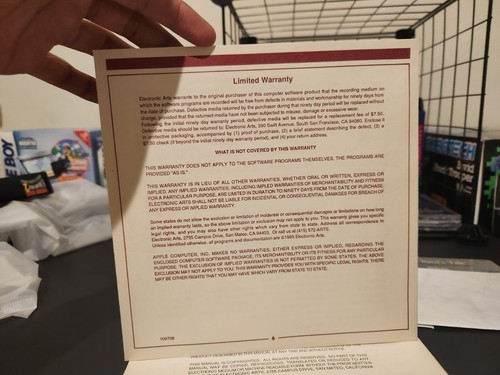 Limited Warranty
Electronic Arts warrants to the original purchaser of this computer software product that the recording medium on
which the software programs are recorded will be free from defects in materials and workmanship for ninety days from
the date of purchase. Defective media returned by the purchaser during that ninety day period will be replaced without
charge, provided that the returned media have not been subjected to misuse, damage or excessive wear.
Following the initial ninety day warranty period, defective media will be replaced for a replacement fee of $7.50.
Defective media should be returned to: Electronic Arts, 390 Swift Avenue, South San Francisco, CA 94080. Enclose it
in protective packaging, accompanied by (1) proof of purchase, (2) a brief statement describing the defect, (3) a
$7.50 check (if beyond the initial ninety day warranty period), and (4) your return address.
WHAT IS NOT COVERED BY THIS WARRANTY
THIS WARRANTY DOES NOT APPLY TO THE SOFTWARE PROGRAMS THEMSELVES. THE PROGRAMS ARE
PROVIDED "AS IS."
THIS WARRANTY IS IN LIEU OF ALL OTHER WARRANTIES, WHETHER ORAL OR WRITTEN, EXPRESS OR
IMPLIED. ANY IMPLIED WARRANTIES, INCLUDING IMPLIED WARRANTIES OF MERCHANTABILITY AND FITNESS
FOR A PARTICULAR PURPOSE, ARE LIMITED IN DURATION TO NINETY DAYS FROM THE DATE OF PURCHASE.
ELECTRONIC ARTS SHALL NOT BE LIABLE FOR INCIDENTAL OR CONSEQUENTIAL DAMAGES FOR BREACH OF
ANY EXPRESS OR IMPLIED WARRANTY.
Some states do not allow the exclusion or limitation of incidental or consequential damages or limitations on how long
an implied warranty lasts, so the above limitation or exclusion may not apply to you. This warranty gives you specific
legal rights, and you may also have other rights which vary from state to state. Address all correspondence to
Electronic Arts, 2755 Campus Drive, San Mateo, CA 94403. Or call us at (415) 572-ARTS.
Unless identified otherwise, all programs and documentation are © 1985 Electronic Arts.
APPLE COMPUTER, INC. MAKES NO WARRANTIES, EITHER EXPRESS OR IMPLIED, REGARDING THE
ENCLOSED COMPUTER SOFTWARE PACKAGE, ITS MERCHANTABILITY OR ITS FITNESS FOR ANY PARTICULAR
PURPOSE. THE EXCLUSION OF IMPLIED WARRANTIES IS NOT PERMITTED BY SOME STATES. THE ABOVE
EXCLUSION MAY NOT APPLY TO YOU. THIS WARRANTY PROVIDES YOU WITH SPECIFIC LEGAL RIGHTS. THERE
MAY BE OTHER RIGHTS THAT YOU MAY HAVE WHICH VARY FROM STATE TO STATE.
THIS MANUAL IS COPYRIGHTED. ALL RIGHTS ARE RESERVED. NO PART OF THIS
BOY